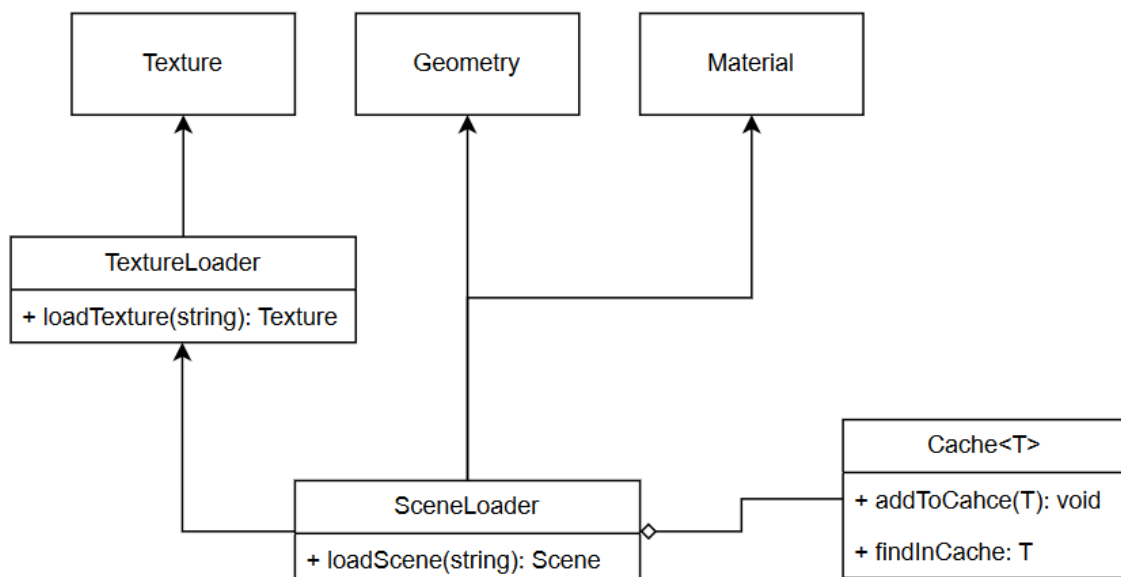 Texture
Geometry
Material
TextureLoader
+ loadTexture(string): Texture
Cache<T>
+ addToCahce(T): void
+ findInCache: T
SceneLoader
+ loadScene(string): Scene